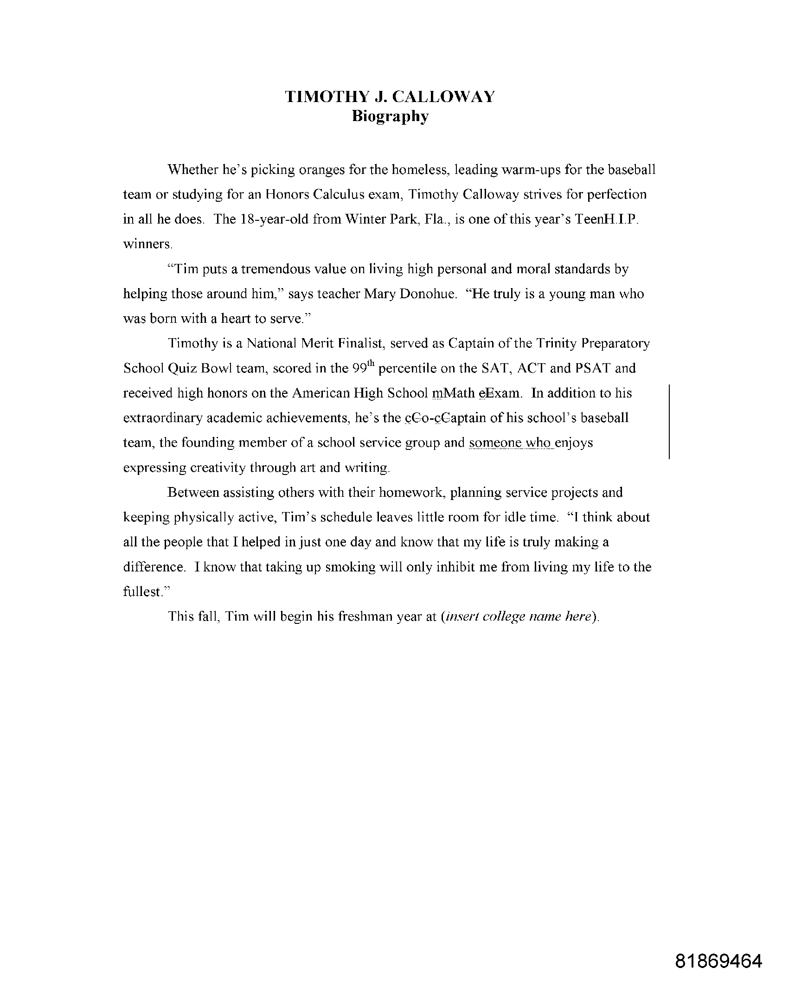 TIMOTHY J. CALLOWAY
Biography
Whether he's picking oranges for the homeless, leading warm-ups for the baseball
team or studying for an Honors Calculus exam, Timothy Calloway strives for perfection
in all he does. The 18-year-old from Winter Park, Fla., is one of this year's TeenH.I.P.
winners.
“Tim puts a tremendous value on living high personal and moral standards by
helping those around him,” says teacher Mary Donohue. “He truly is a young man who
was born with a heart to serve.”
Timothy is a National Merit Finalist, served as Captain of the Trinity Preparatory
School Quiz Bowl team, scored in the 99th percentile on the SAT, ACT and PSAT and
received high honors on the American High School mMath eExam. In addition to his
extraordinary academic achievements, he's the cCo-cCaptain of his school's baseball
team, the founding member of a school service group and someone who enjoys
expressing creativity through art and writing.
Between assisting others with their homework, planning service projects and
keeping physically active, Tim's schedule leaves little room for idle time. “I think about
all the people that I helped in just one day and know that my life is truly making a
difference. I know that taking up smoking will only inhibit me from living my life to the
fullest.”
This fall, Tim will begin his freshman year at (insert college name here).
81869464